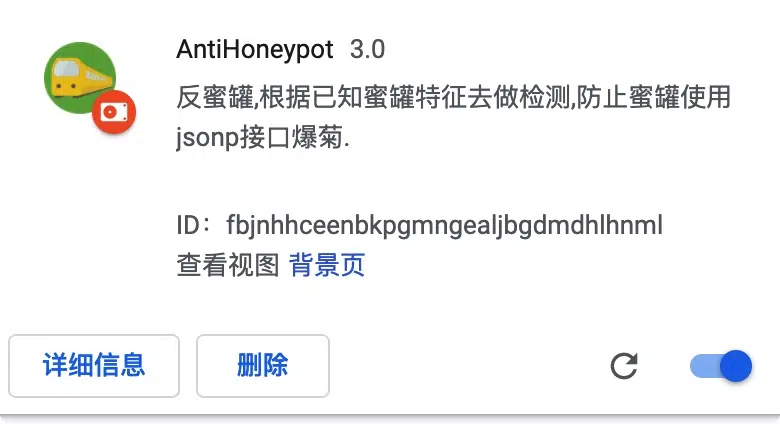 AntiHoneypot 3.0
反蜜罐,根据已知蜜罐特征去做检测,防止蜜罐使用
jsonp接口爆菊.
ID：fbjnhhceenbkpgmngealjbgdmdhlhnml
查看视图 背景页
详细信息 删除